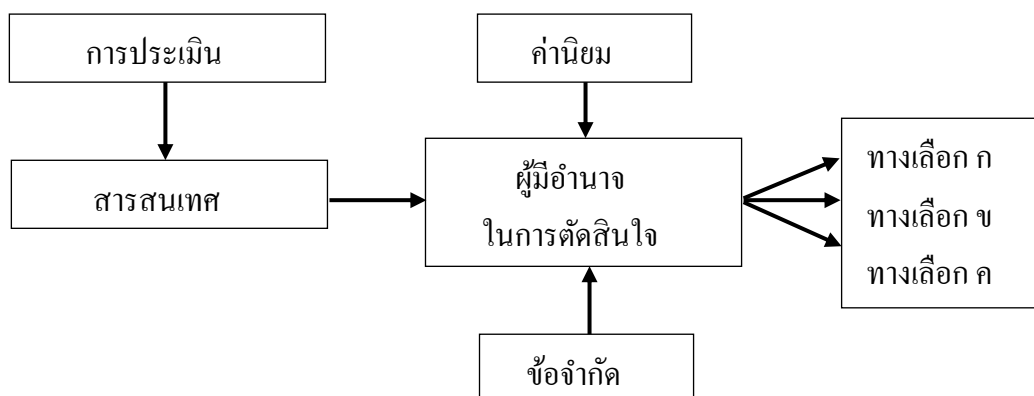 การประเมิน
ค่านิยม
สารสนเทศ
ผู้มีอำนาจ
ในการตัดสินใจ
ทางเลือก ก
ทางเลือก ข
ทางเลือก ค
ข้อจำกัด